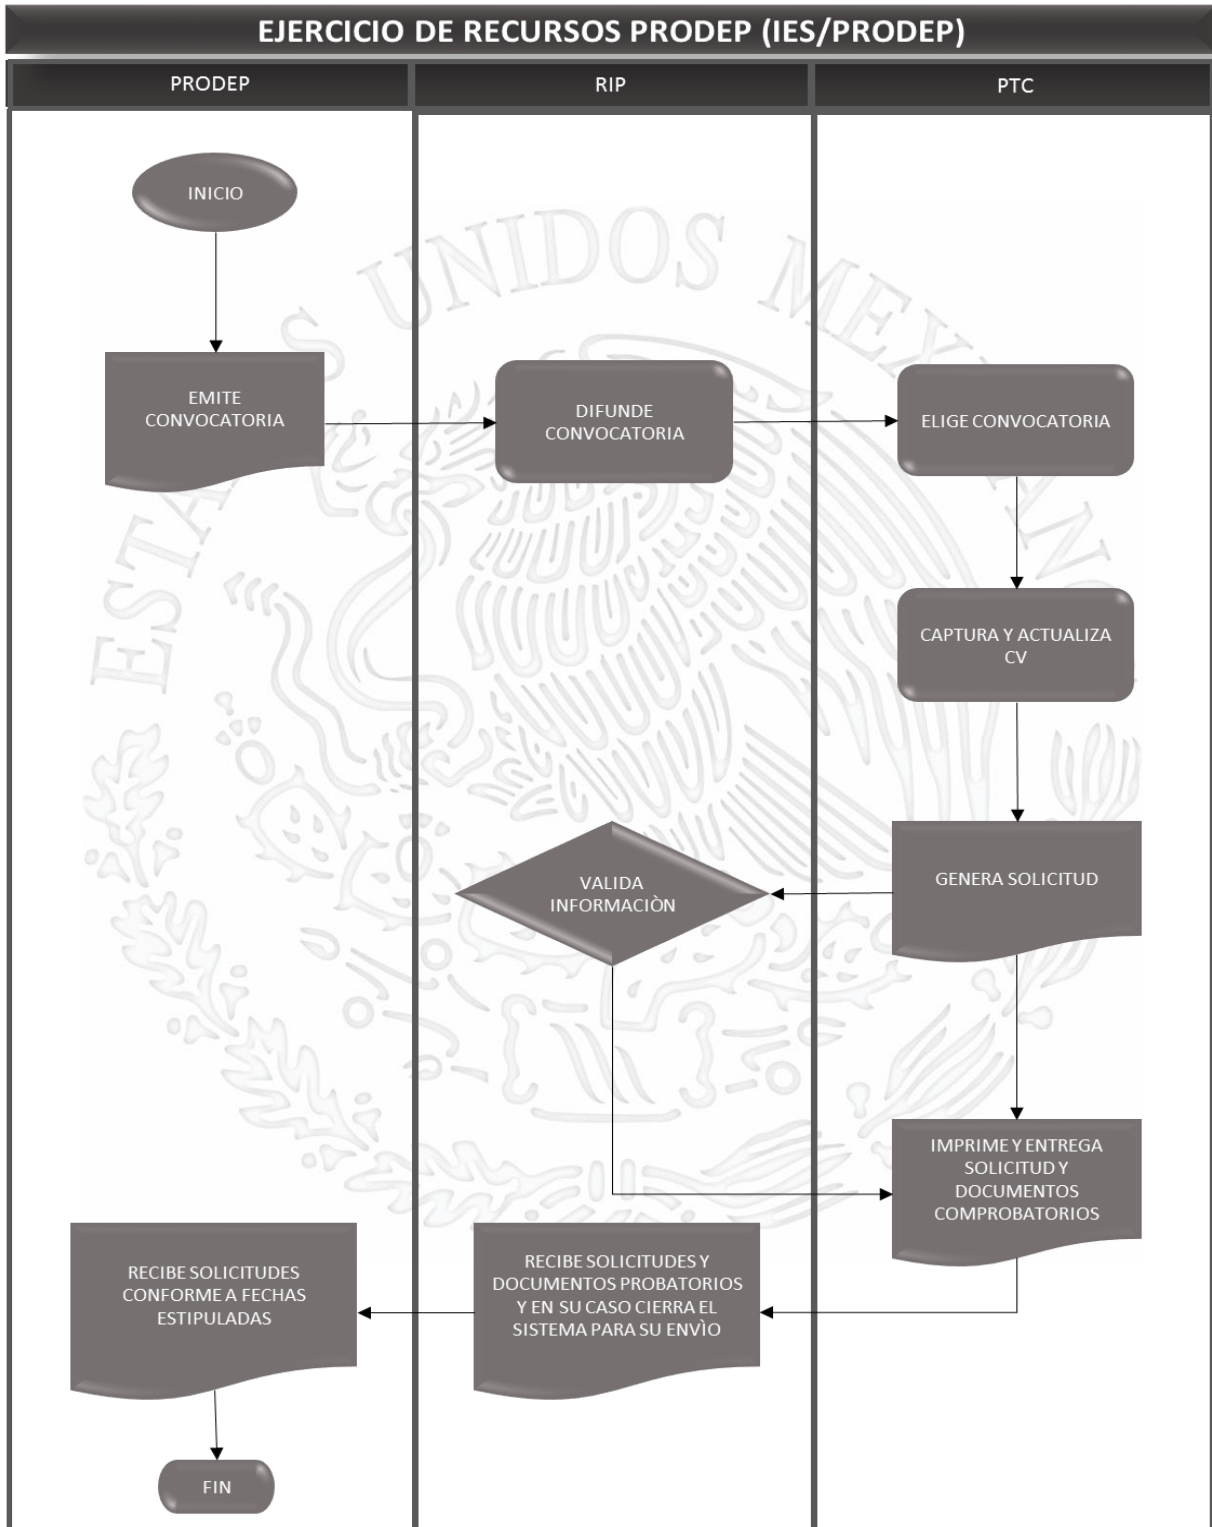 EJERCICIO DE RECURSOS PRODEP (IES/PRODEP)
PRODEP
RIP
PTC
INICIO
EMITE
CONVOCATORIA
DIFUNDE
CONVOCATORIA
ELIGE CONVOCATORIA
CAPTURA Y ACTUALIZA
CV
GENERA SOLICITUD
VALIDA
INFORMACIÒN
IMPRIME Y ENTREGA
SOLICITUD Y
DOCUMENTOS
COMPROBATORIOS
RECIBE SOLICITUDES Y
DOCUMENTOS PROBATORIOS
Y EN SU CASO CIERRA EL
SISTEMA PARA SU ENVÌO
RECIBE SOLICITUDES
CONFORME A FECHAS
ESTIPULADAS
FIN
UNIDOS